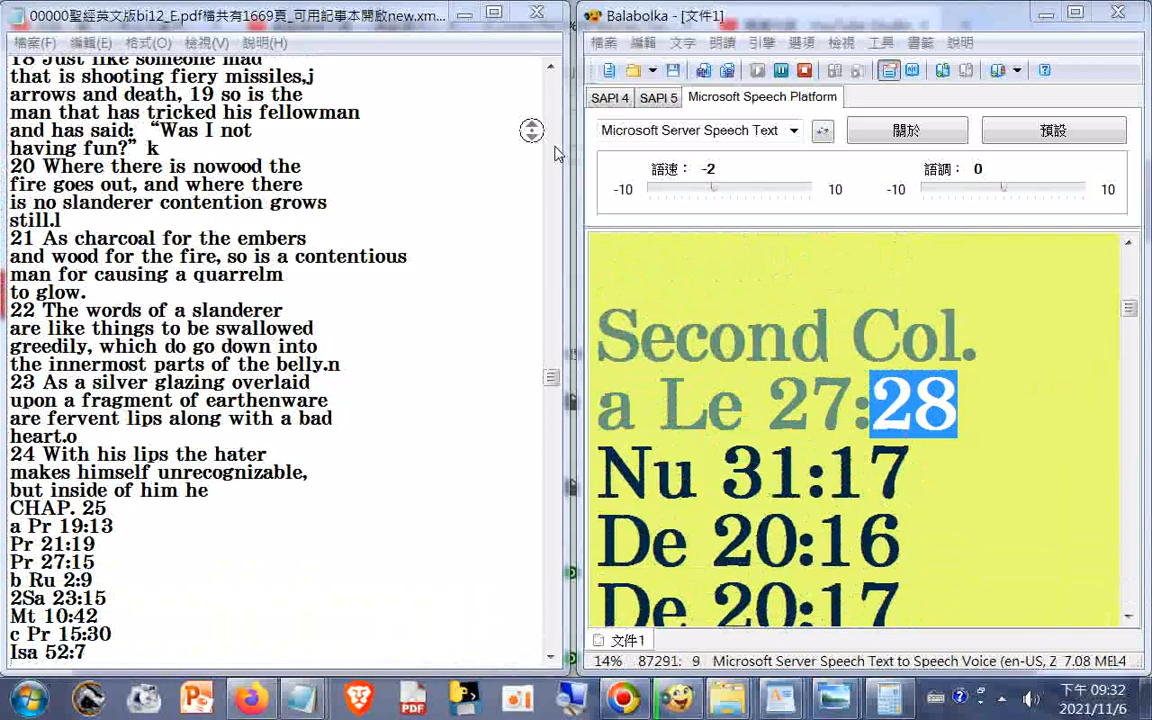 00000聖經英文版bi12_E.pdf檔共有1669頁_可用記事本開啟new.xm...
檔案(F) 編輯(E) 格式(O) 檢視(V) 說明(H)
18 Just like someone mad
that is shooting fiery missiles,j
arrows and death, 19 so is the
man that has tricked his fellowman
and has said: “Was I not
having fun?” k
20 Where there is nowood the
fire goes out, and where there
is no slanderer contention grows
still.l
21 As charcoal for the embers
and wood for the fire, so is a contentious
man for causing a quarrelm
to glow.
22 The words of a slanderer
are like things to be swallowed
greedily, which do go down into
the innermost parts of the belly.n
23 As a silver glazing overlaid
upon a fragment of earthenware
are fervent lips along with a bad
heart.o
24 With his lips the hater
makes himself unrecognizable,
but inside of him he
CHAP. 25
a Pr 19:13
Pr 21:19
Pr 27:15
b Ru 2:9
2Sa 23:15
Mt 10:42
c Pr 15:30
Isa 52:7
Balabolka - [文件1]
檔案 編輯 文字 朗讀 引擎 選項 檢視 工具 書籤 說明
SAPI 4 SAPI 5 Microsoft Speech Platform
Microsoft Server Speech Text 關於 預設
語速： -2 語調： 0
-10 10 -10 10
Second Col.
a Le 27:28
Nu 31:17
De 20:16
De 20:17
文件1
14% 87291: 9 Microsoft Server Speech Text to Speech Voice (en-US, Z 7.08 ME14
下午 09:32
2021/11/6